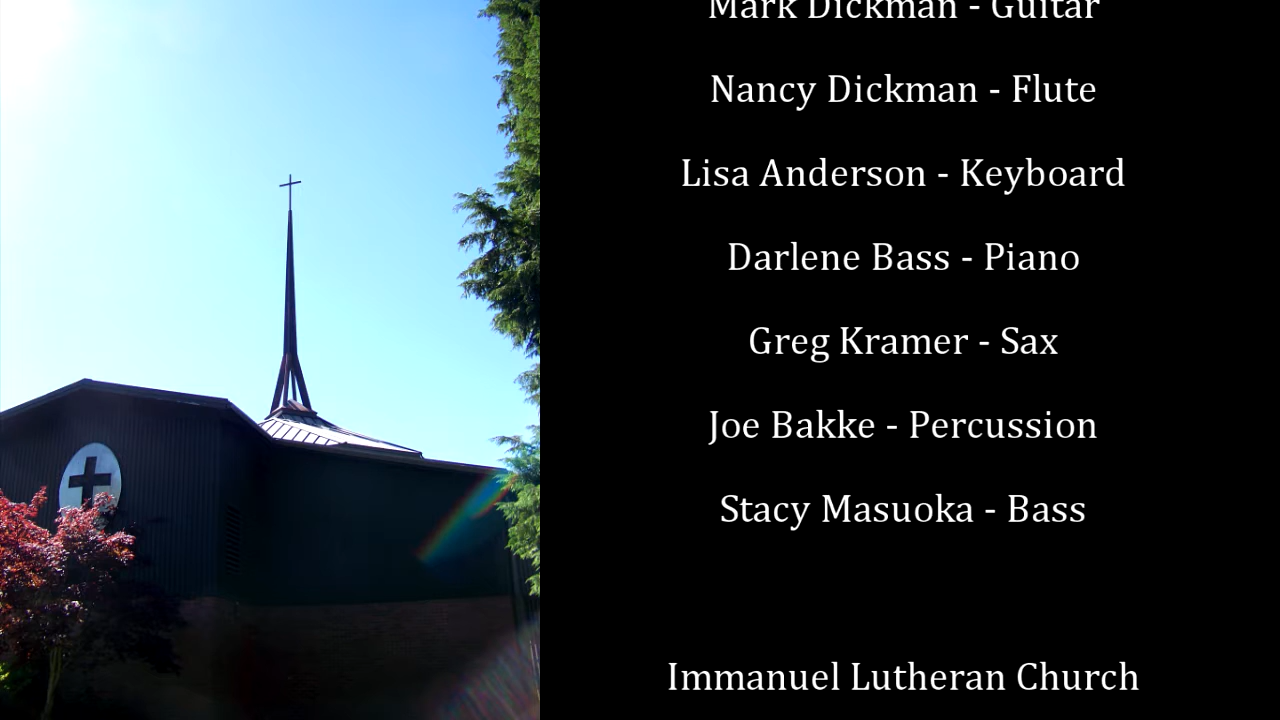 Mark Dickman - Guitar
Nancy Dickman - Flute
Lisa Anderson - Keyboard
Darlene Bass - Piano
Greg Kramer - Sax
Joe Bakke - Percussion
Stacy Masuoka - Bass
Immanuel Lutheran Church